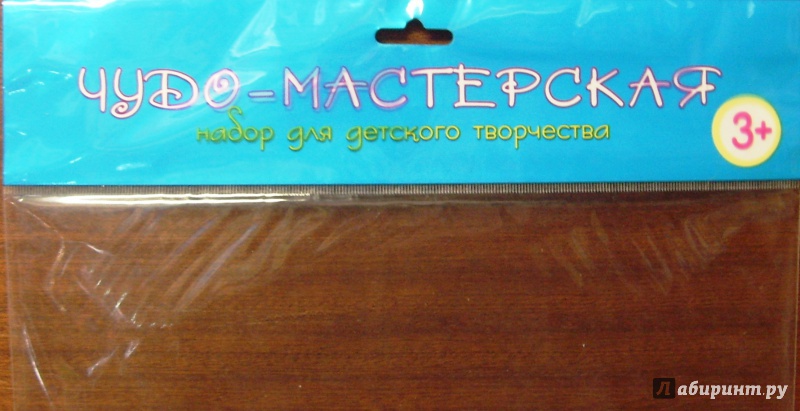 ЧУДО-МАСТЕРСКАЯ
набор для детского творчества
3+
Лабиринт.ру